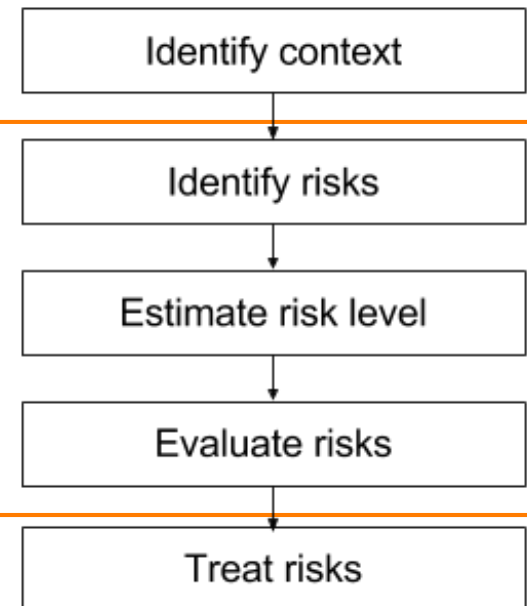 Identify context
Identify risks
Estimate risk level
Evaluate risks
Treat risks